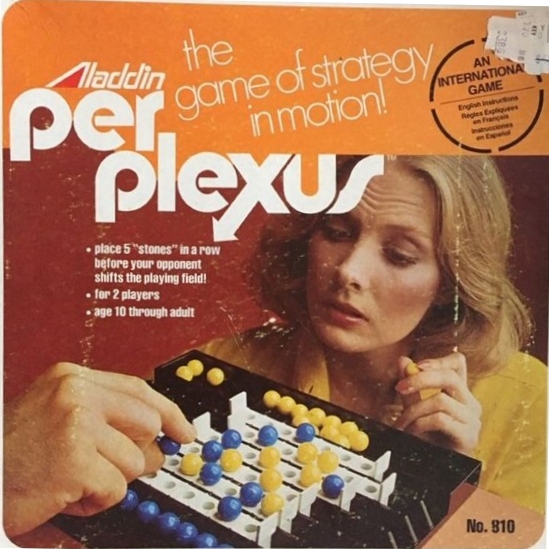 Aladdin
per
plexus™
the
game of strategy
in motion!
AN
INTERNATIONAL
GAME
English Instructions
Règles Expliquées
en Français
Instrucciones
en Español
• place 5 "stones" in a row
before your opponent
shifts the playing field!
• for 2 players
• age 10 through adult
No. 810